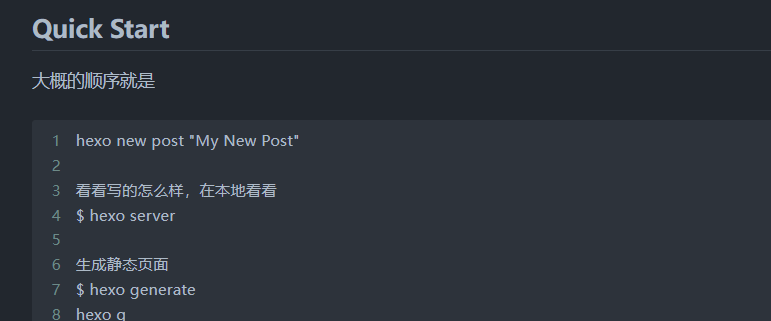 Quick Start
大概的顺序就是
1 hexo new post "My New Post"
2
3 看看写的怎么样，在本地看看
4 $ hexo server
5
6 生成静态页面
7 $ hexo generate
8 hexo g